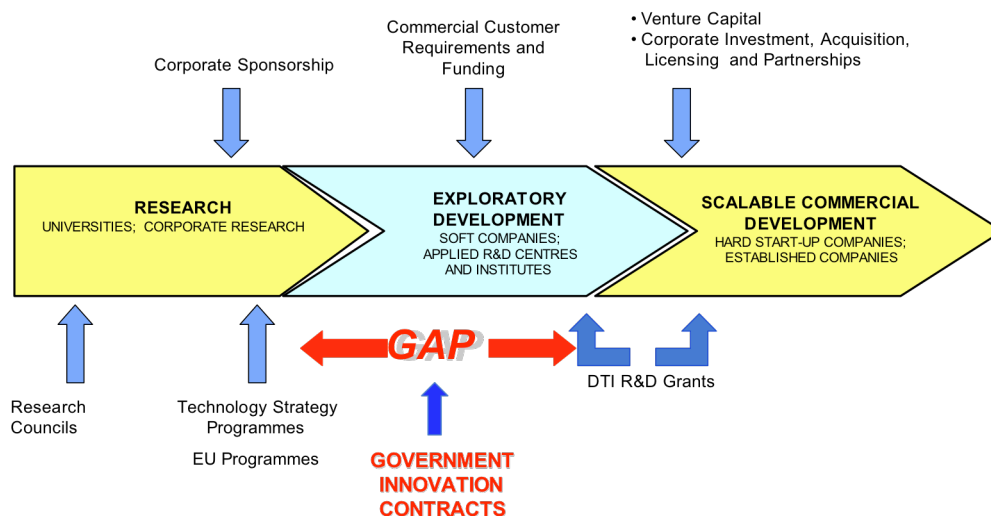 • Venture Capital
• Corporate Investment, Acquisition,
Licensing and Partnerships
Commercial Customer
Requirements and
Funding
Corporate Sponsorship
RESEARCH
UNIVERSITIES; CORPORATE RESEARCH
EXPLORATORY
DEVELOPMENT
SOFT COMPANIES;
APPLIED R&D CENTRES
AND INSTITUTES
SCALABLE COMMERCIAL
DEVELOPMENT
HARD START-UP COMPANIES;
ESTABLISHED COMPANIES
GAP
DTI R&D Grants
Research
Councils
Technology Strategy
Programmes
EU Programmes
GOVERNMENT
INNOVATION
CONTRACTS